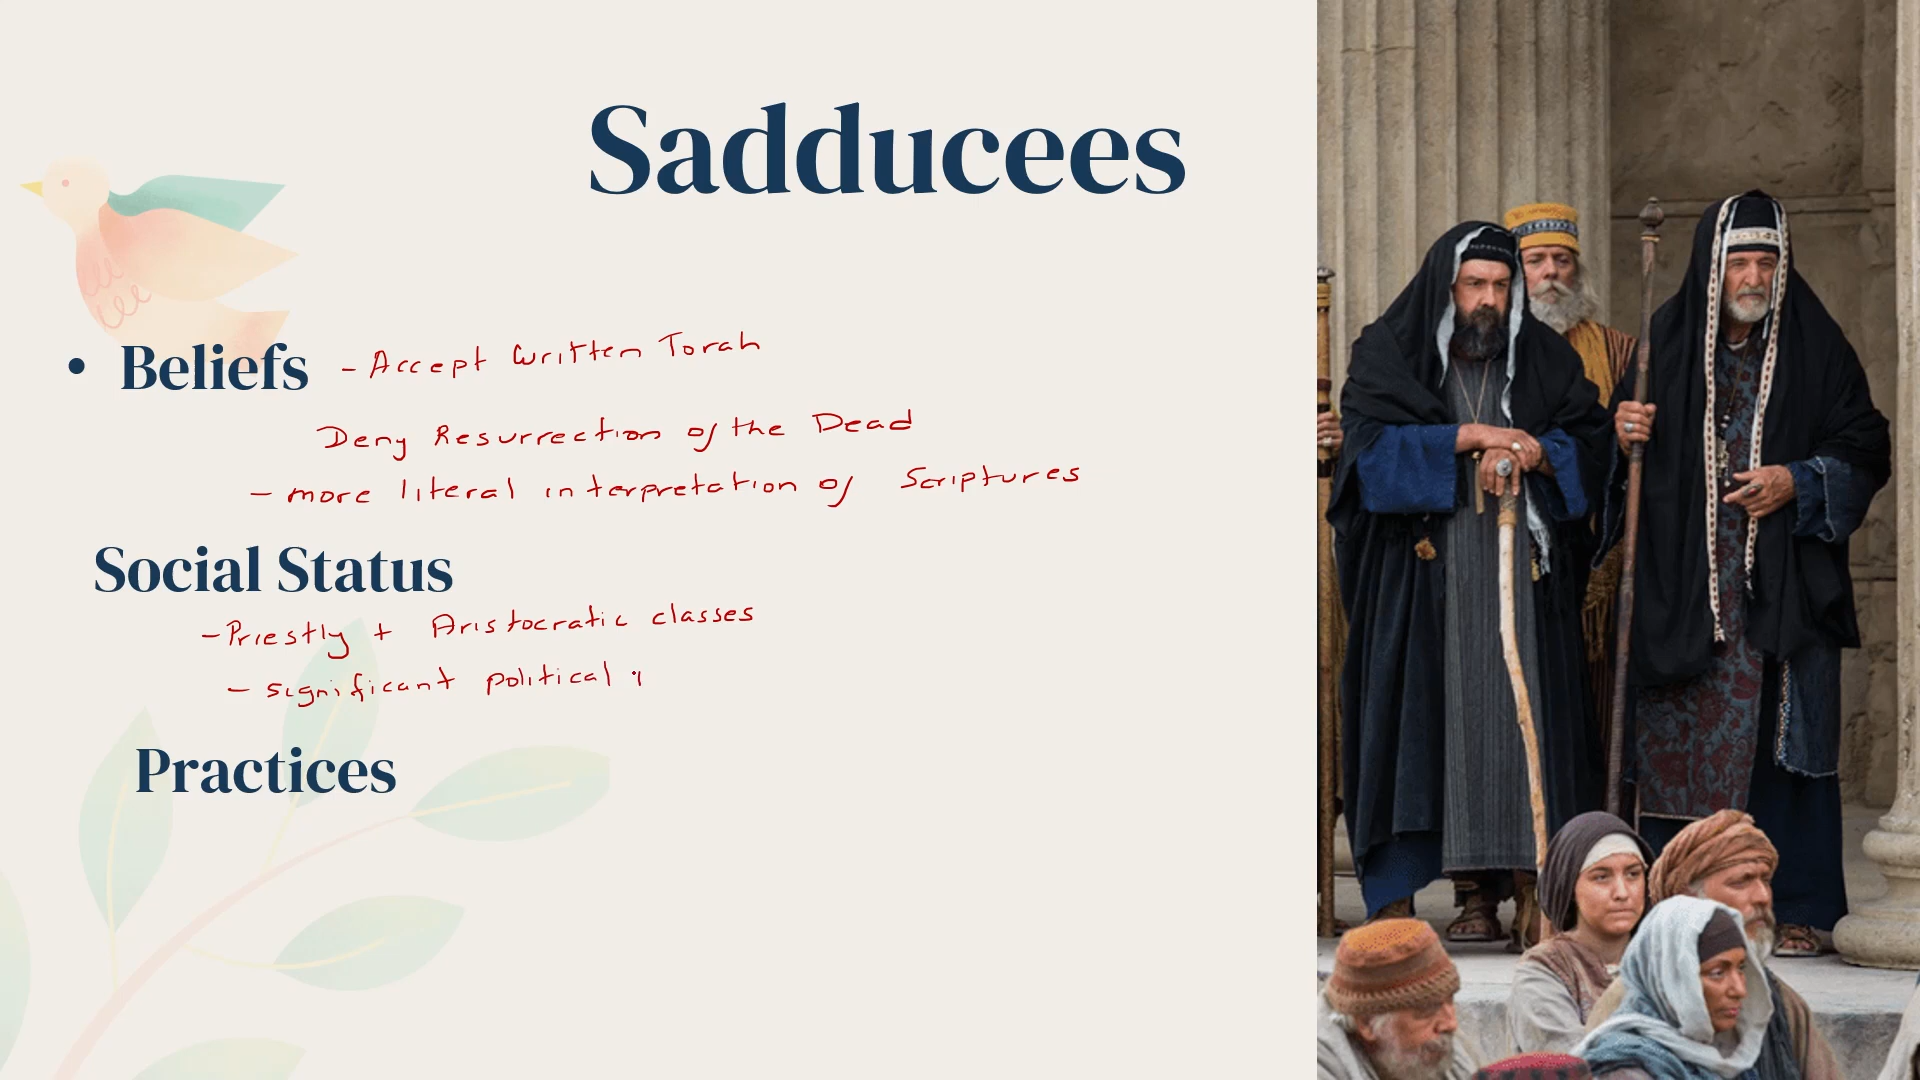 Sadducees
• Beliefs - Accept Written Torah
Deny Resurrection of the Dead
- more literal interpretation of Scriptures
Social Status
- Priestly + Aristocratic classes
- significant political
Practices